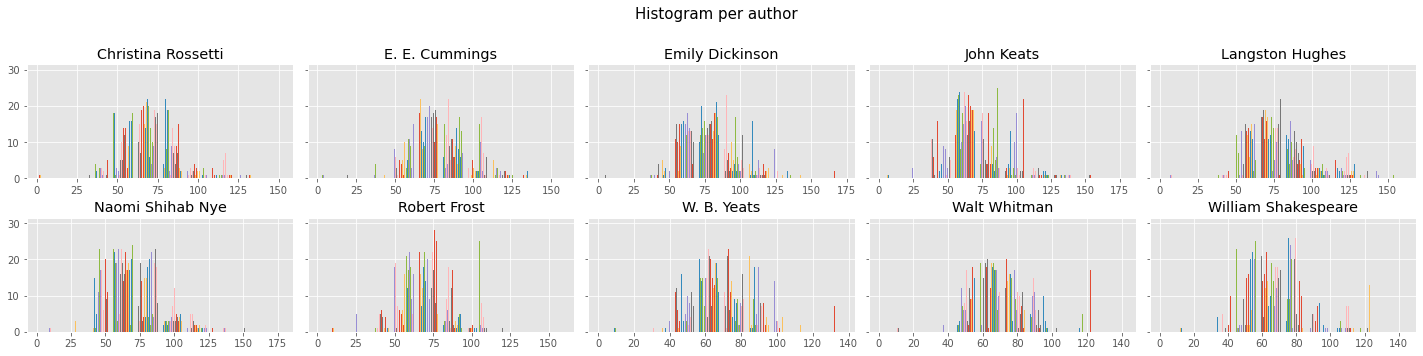 Histogram per author
Christina Rossetti E. E. Cummings Emily Dickinson John Keats Langston Hughes
30
20
10
0
0 25 50 75 100 125 150 0 25 50 75 100 125 150 0 25 50 75 100 125 150 175 0 25 50 75 100 125 150 175 0 25 50 75 100 125 150
Naomi Shihab Nye Robert Frost W. B. Yeats Walt Whitman William Shakespeare
30
20
10
0
0 25 50 75 100 125 150 175 0 25 50 75 100 125 150 175 0 20 40 60 80 100 120 140 0 20 40 60 80 100 120 140 0 20 40 60 80 100 120 140